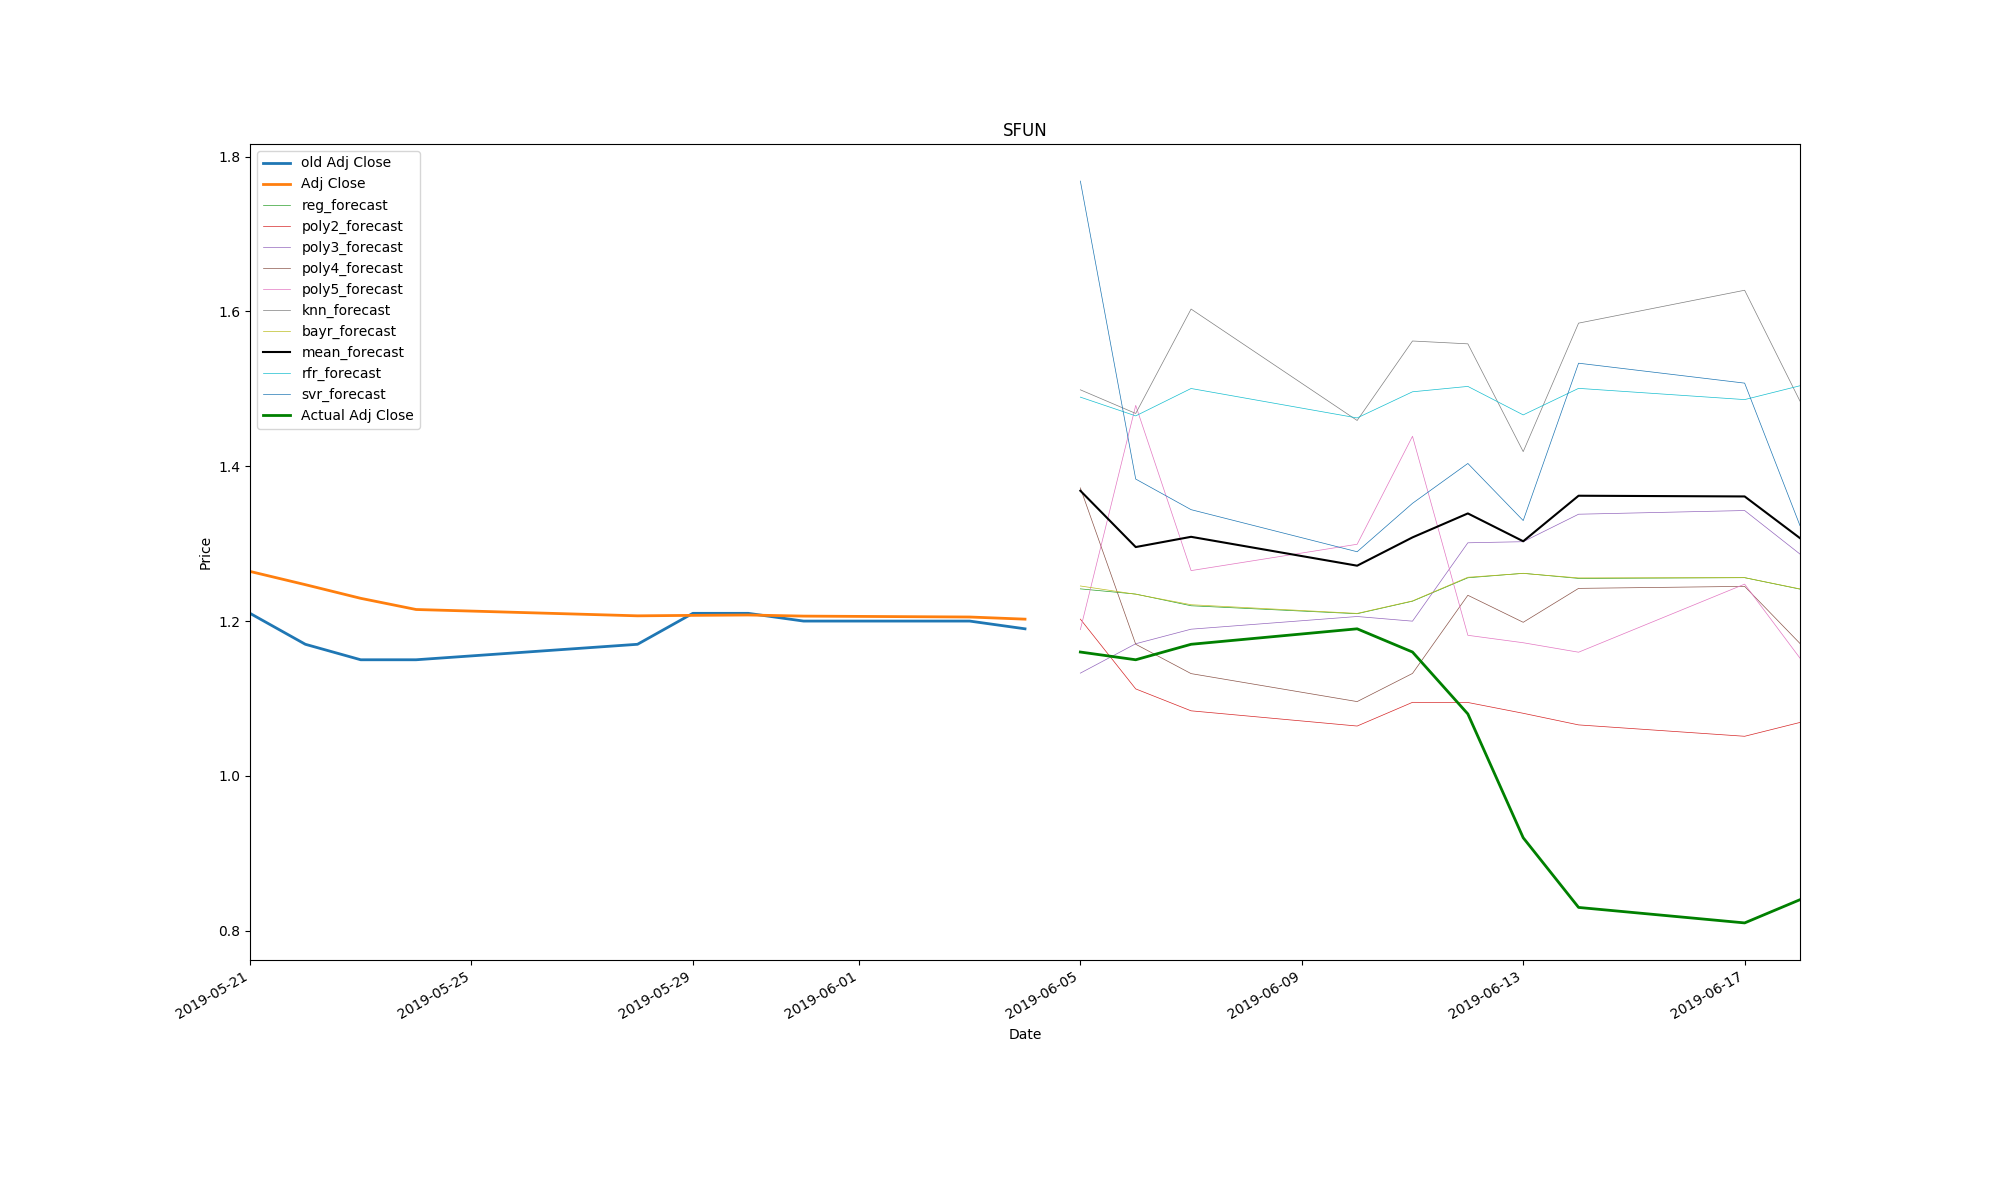 SFUN
old Adj Close
Adj Close
reg_forecast
poly2_forecast
poly3_forecast
poly4_forecast
poly5_forecast
knn_forecast
bayr_forecast
mean_forecast
rfr_forecast
svr_forecast
Actual Adj Close
1.8
1.6
1.4
1.2
1.0
0.8
Price
2019-05-21
2019-05-25
2019-05-29
2019-06-01
2019-06-05
2019-06-09
2019-06-13
2019-06-17
Date